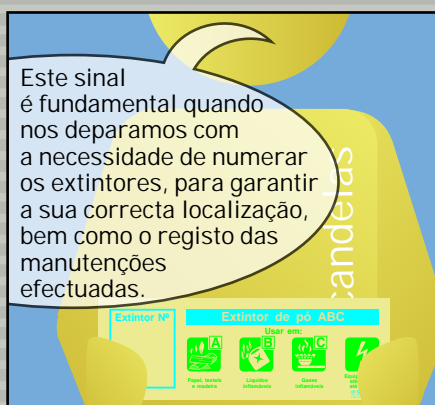 Este sinal
é fundamental quando
nos deparamos com
a necessidade de numerar
os extintores, para garantir
a sua correcta localização,
bem como o registo das
manutenções
efectuadas.
candelas
Extintor Nº
Extintor de pó ABC
Usar em:
A
B
C
Papel, texteis
e madeira
Líquidos
inflamáveis
Gases
inflamáveis